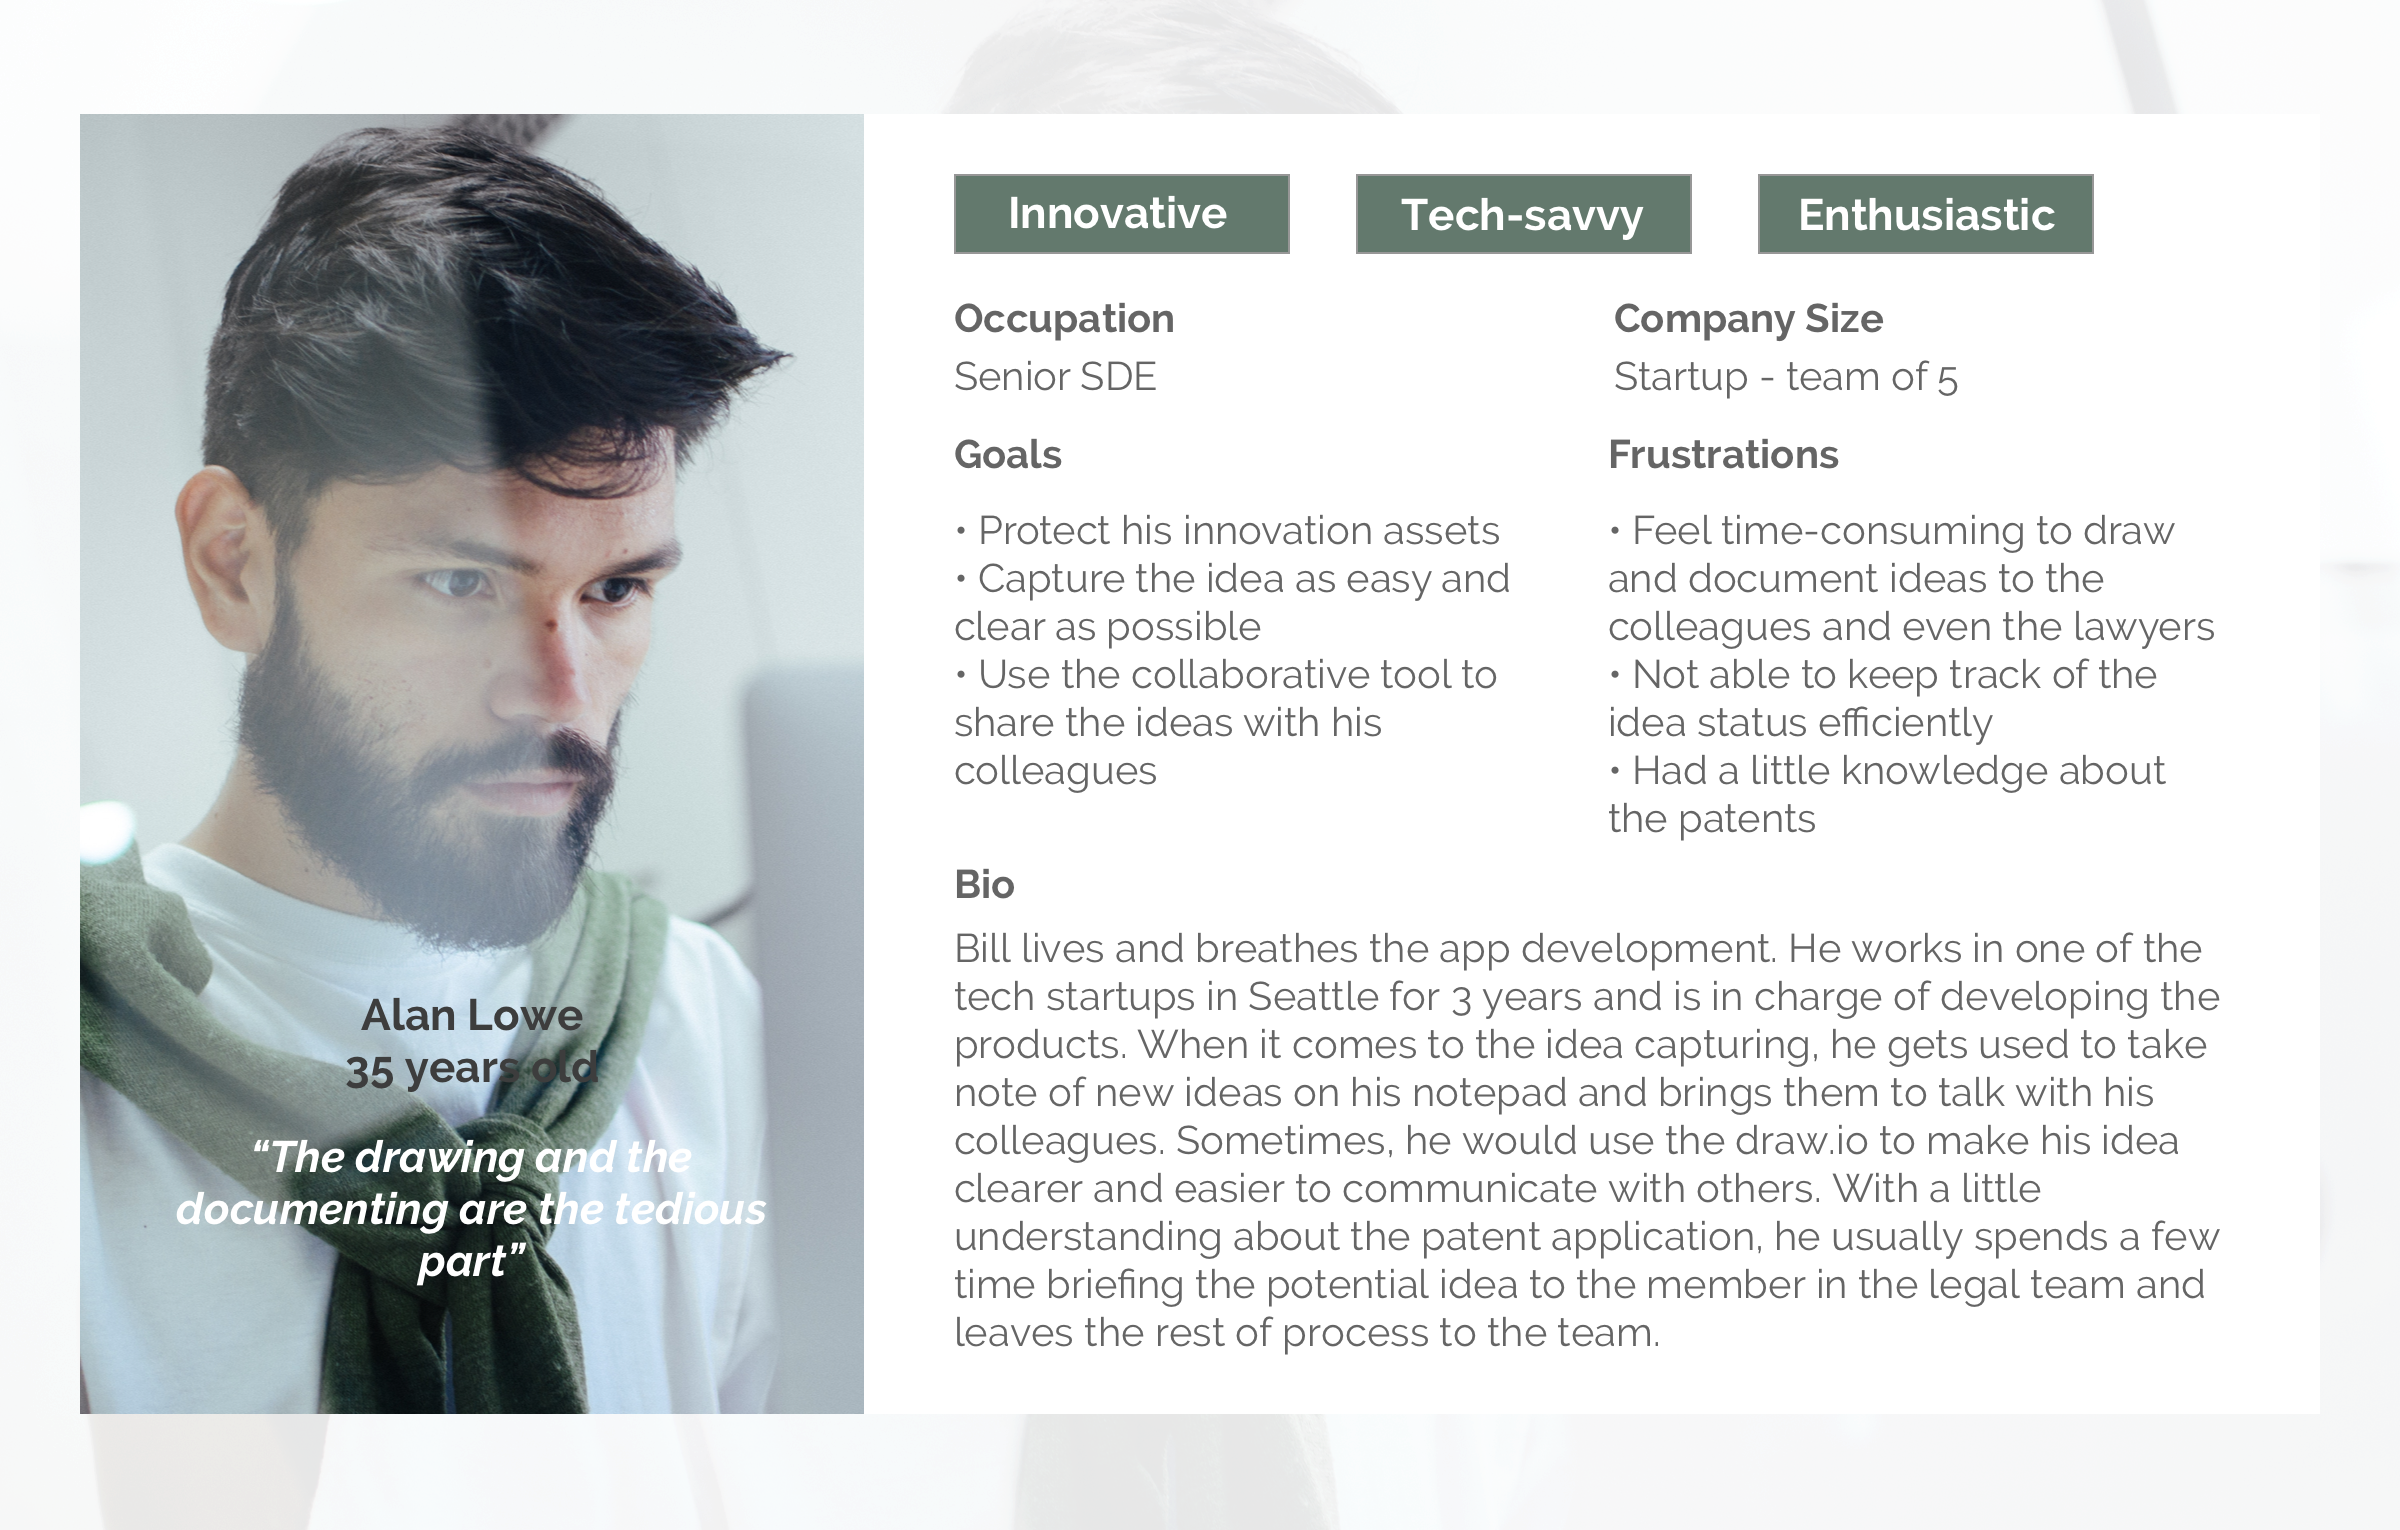 Innovative
Tech-savvy
Enthusiastic
Occupation
Senior SDE
Company Size
Startup - team of 5
Goals
• Protect his innovation assets
• Capture the idea as easy and
clear as possible
• Use the collaborative tool to
share the ideas with his
colleagues
Frustrations
• Feel time-consuming to draw
and document ideas to the
colleagues and even the lawyers
• Not able to keep track of the
idea status efficiently
• Had a little knowledge about
the patents
Bio
Bill lives and breathes the app development. He works in one of the
tech startups in Seattle for 3 years and is in charge of developing the
products. When it comes to the idea capturing, he gets used to take
note of new ideas on his notepad and brings them to talk with his
colleagues. Sometimes, he would use the draw.io to make his idea
clearer and easier to communicate with others. With a little
understanding about the patent application, he usually spends a few
time briefing the potential idea to the member in the legal team and
leaves the rest of process to the team.
Alan Lowe
35 years old
“The drawing and the
documenting are the tedious
part”